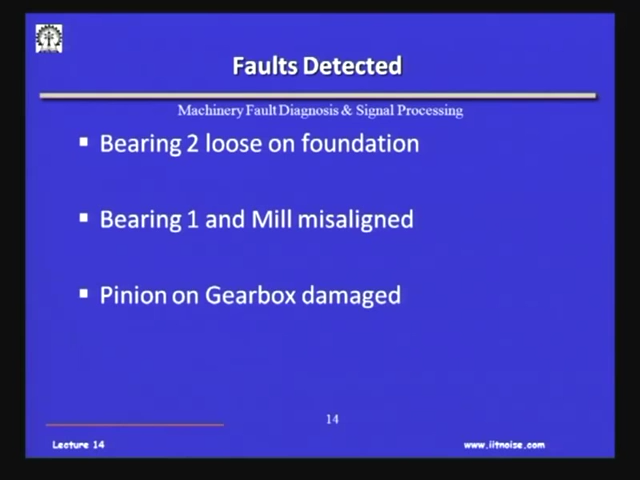 Faults Detected
Machinery Fault Diagnosis & Signal Processing
▪ Bearing 2 loose on foundation
▪ Bearing 1 and Mill misaligned
▪ Pinion on Gearbox damaged
14
Lecture 14
www.iitnoise.com